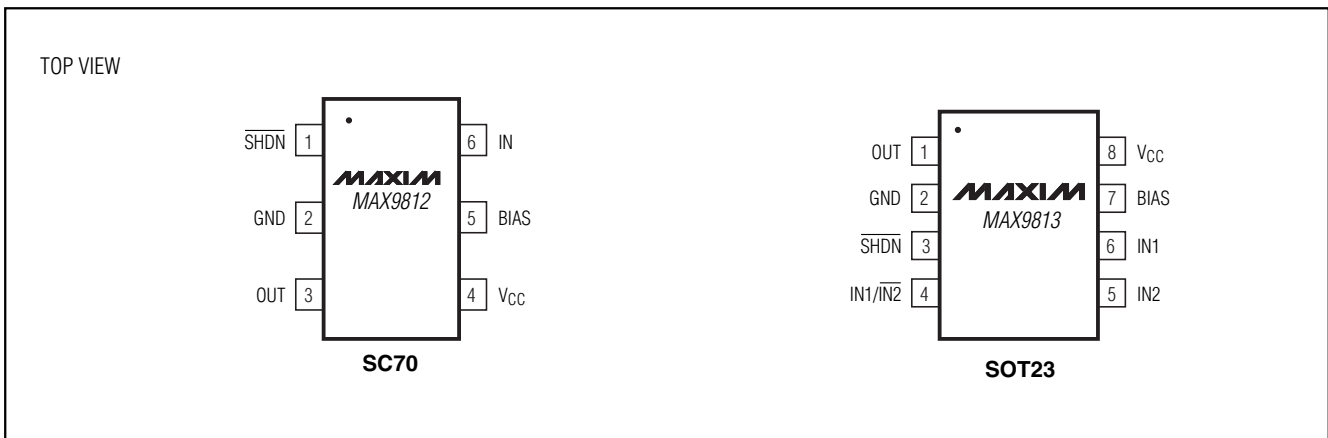 TOP VIEW
SHDN 1
GND 2
OUT 3
MAXIM
MAX9812
6 IN
5 BIAS
4 VCC
SC70
OUT 1
GND 2
SHDN 3
IN1/IN2 4
MAXIM
MAX9813
8 VCC
7 BIAS
6 IN1
5 IN2
SOT23